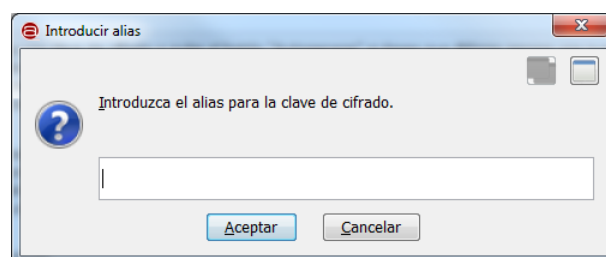 Introducir alias
Introduzca el alias para la clave de cifrado.
Aceptar
Cancelar